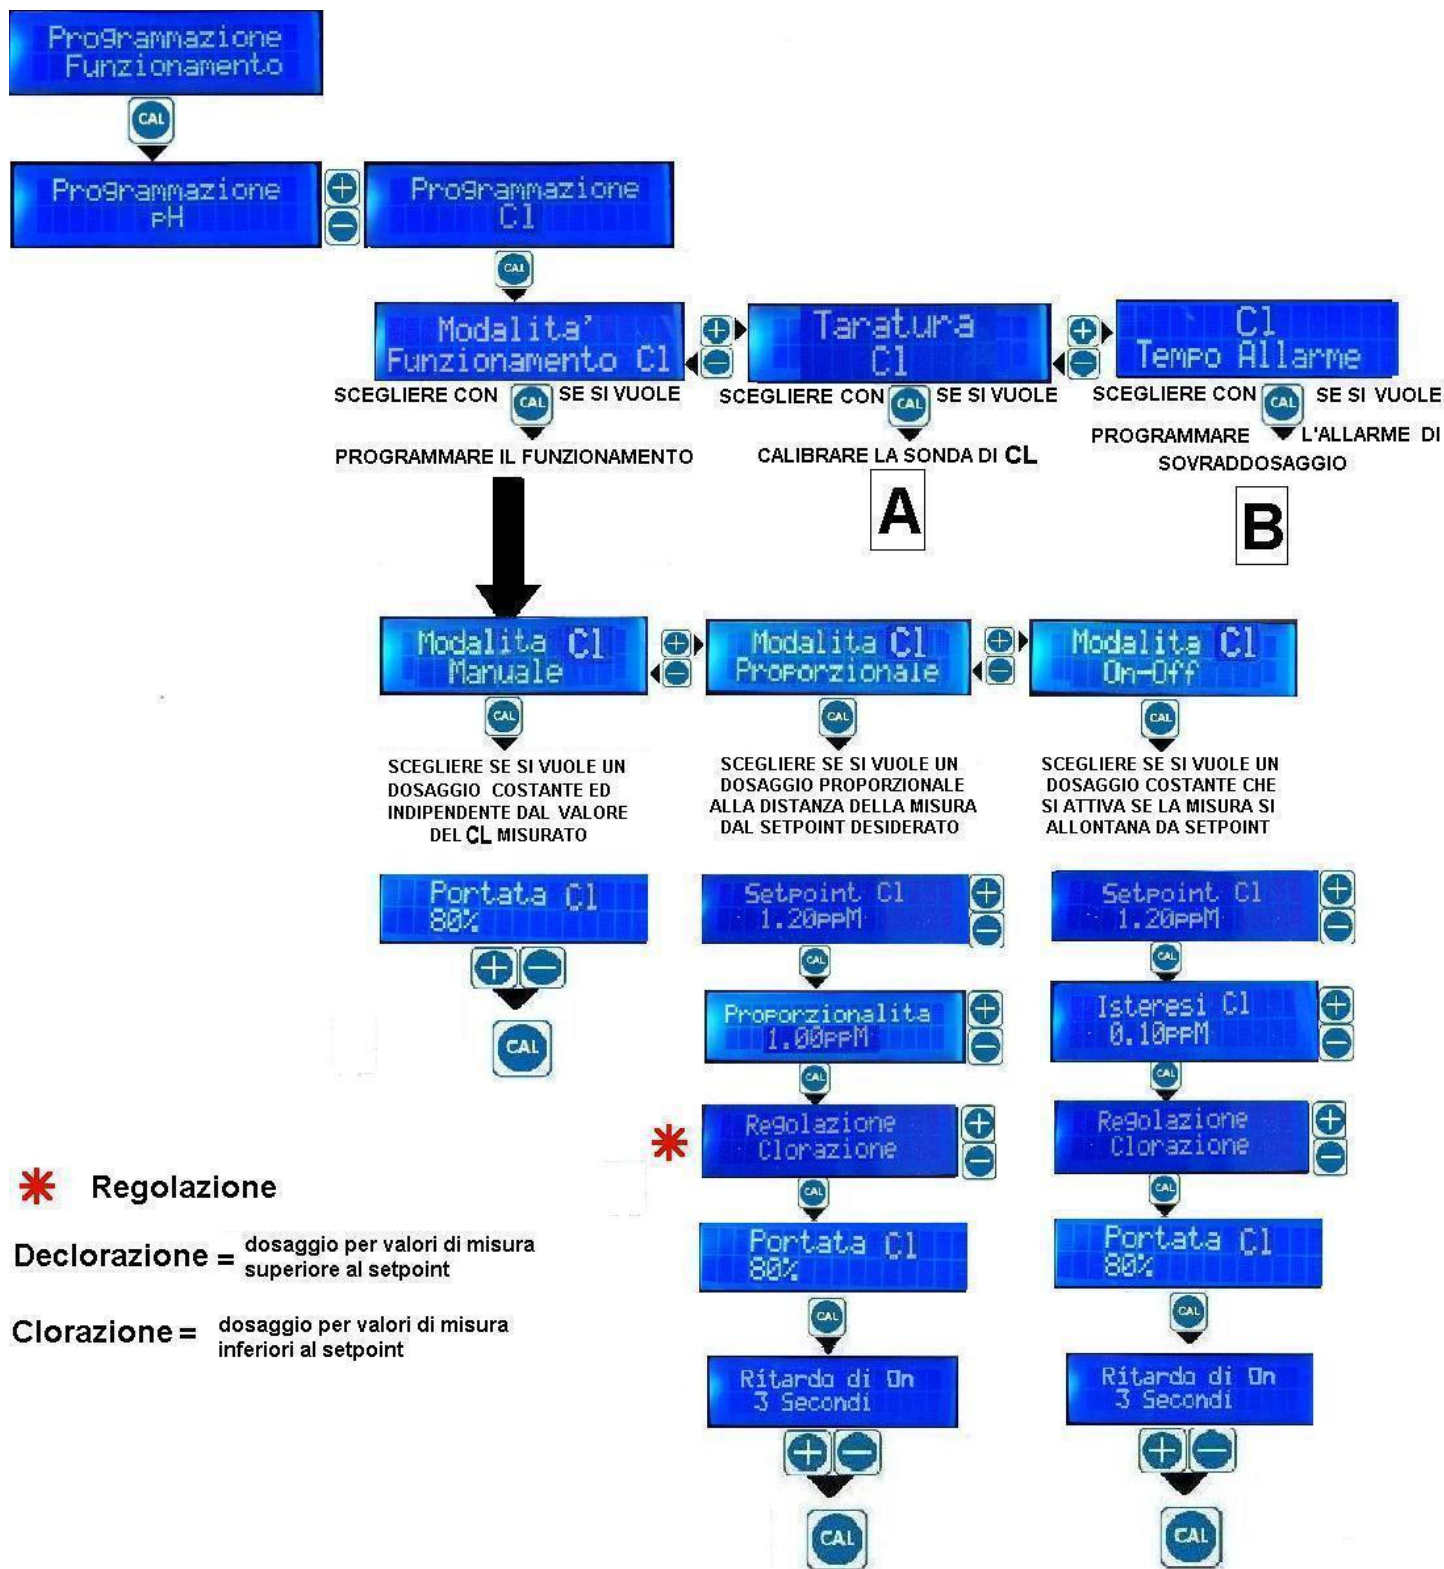 Programmazione
Funzionamento
CAL
Programmazione
pH
+
-
Programmazione
Cl
CAL
Modalita'
Funzionamento Cl
+
-
Taratura
Cl
+
-
Cl
Tempo Allarme
SCEGLIERE CON CAL SE SI VUOLE
PROGRAMMARE IL FUNZIONAMENTO
SCEGLIERE CON CAL SE SI VUOLE
CALIBRARE LA SONDA DI CL
A
SCEGLIERE CON CAL SE SI VUOLE
PROGRAMMARE L'ALLARME DI
SOVRADDOSAGGIO
B
Modalita Cl
Manuale
+
-
Modalita Cl
Proporzionale
+
-
Modalita Cl
On-Off
CAL
CAL
CAL
SCEGLIERE SE SI VUOLE UN
DOSAGGIO COSTANTE ED
INDIPENDENTE DAL VALORE
DEL CL MISURATO
SCEGLIERE SE SI VUOLE UN
DOSAGGIO PROPORZIONALE
ALLA DISTANZA DELLA MISURA
DAL SETPOINT DESIDERATO
SCEGLIERE SE SI VUOLE UN
DOSAGGIO COSTANTE CHE
SI ATTIVA SE LA MISURA SI
ALLONTANA DA SETPOINT
Portata Cl
80%
+ -
CAL
Setpoint Cl
1.20ppM
+
-
CAL
Proporzionalita
1.00ppM
+
-
CAL
Regolazione
Clorazione
+
-
CAL
Portata Cl
80%
CAL
Ritardo di On
3 Secondi
+ -
CAL
Setpoint Cl
1.20ppM
+
-
CAL
Isteresi Cl
0.10ppM
+
-
CAL
Regolazione
Clorazione
+
-
CAL
Portata Cl
80%
CAL
Ritardo di On
3 Secondi
+ -
CAL
Regolazione
Declorazione = dosaggio per valori di misura
superiore al setpoint
Clorazione = dosaggio per valori di misura
inferiori al setpoint